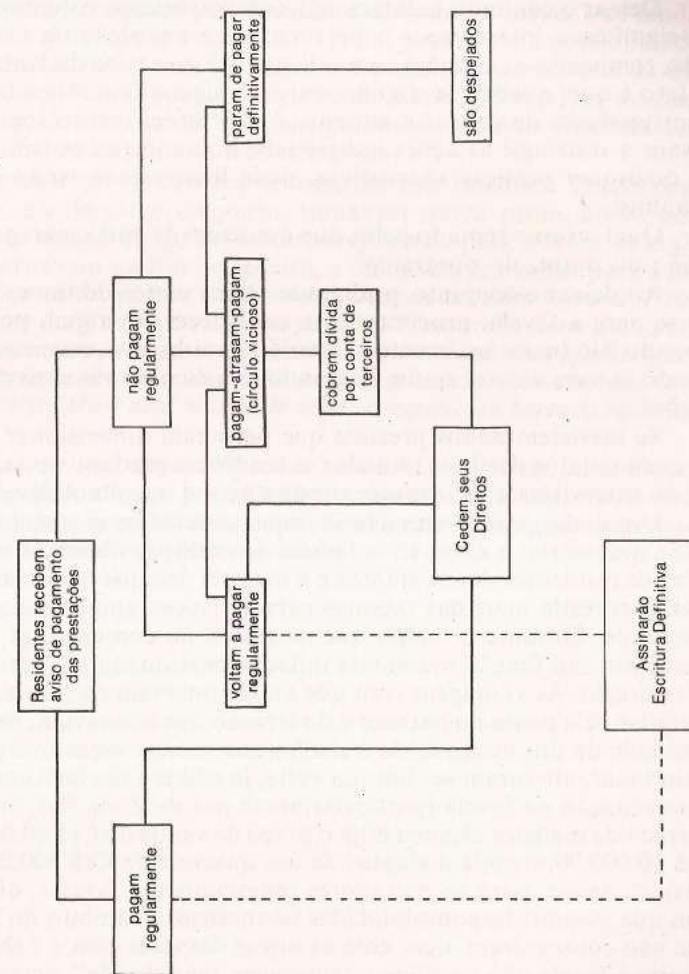 Residentes recebem
aviso de pagamento
das prestações
pagam
regularmente
não pagam
regularmente
voltam a pagar
regularmente
pagam-atrasam-pagam
(círculo vicioso)
param de pagar
definitivamente
cobrem dívida
por conta de
terceiros
Cedem seus
Direitos
são despejados
Assinarão
Escritura Definitiva